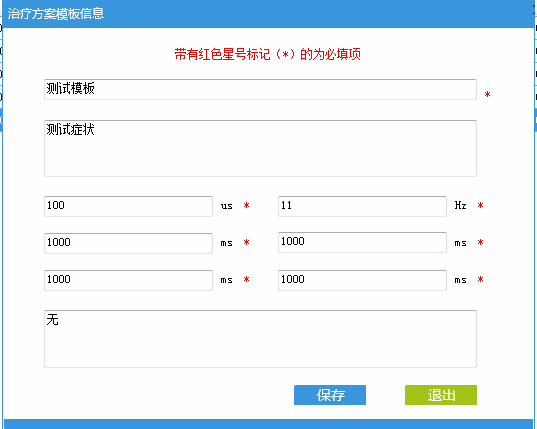 治疗方案模板信息
带有红色星号标记（*）的为必填项
测试模板 *
测试症状
100 us * 11 Hz *
1000 ms * 1000 ms *
1000 ms * 1000 ms *
无
保存 退出